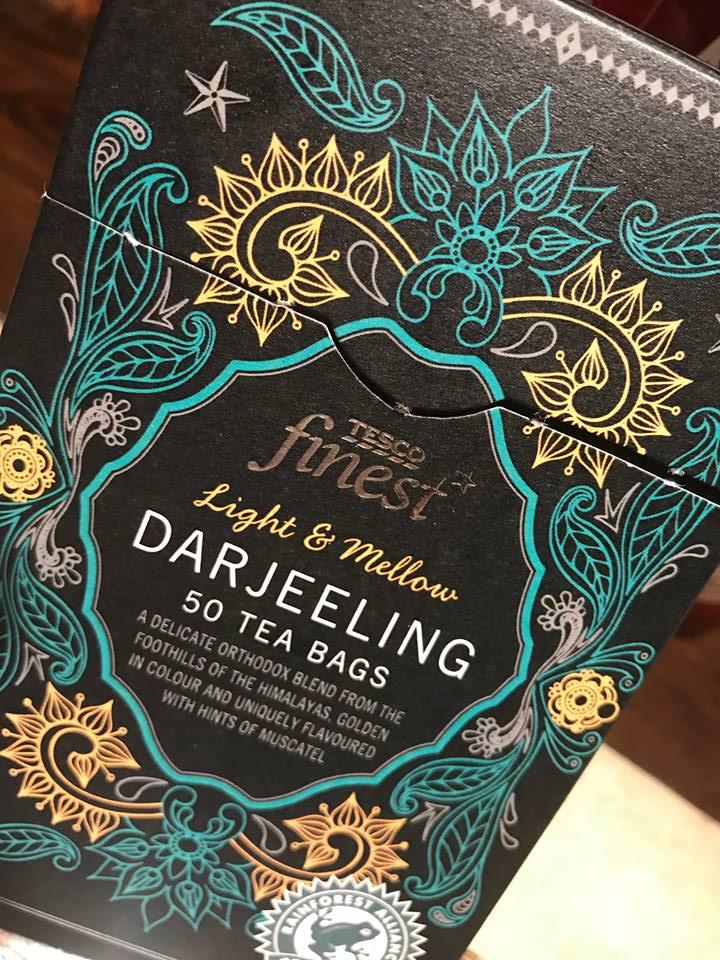 TESCO
finest*
Light & Mellow
DARJEELING
50 TEA BAGS
A DELICATE ORTHODOX BLEND FROM THE
FOOTHILLS OF THE HIMALAYAS. GOLDEN
IN COLOUR AND UNIQUELY FLAVOURED
WITH HINTS OF MUSCATEL
RAINFOREST ALLIANCE